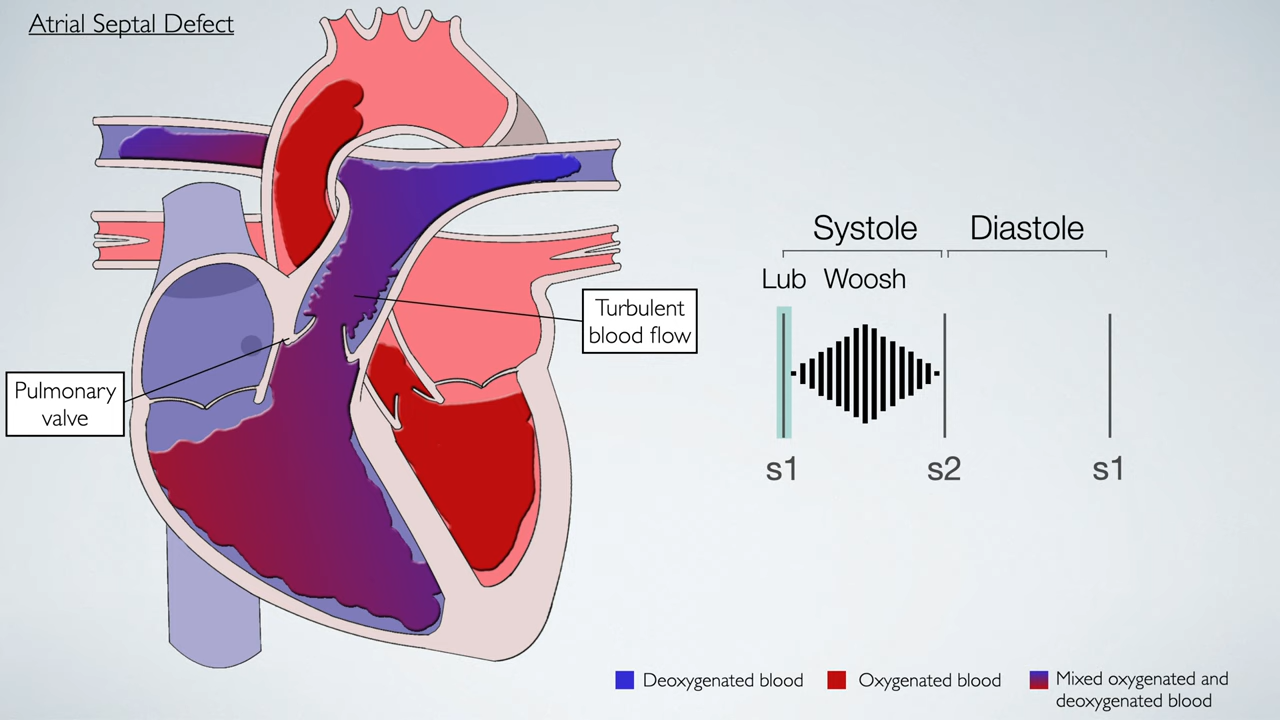 Atrial Septal Defect
Systole Diastole
Lub Woosh
Turbulent
blood flow
Pulmonary
valve
s1 s2 s1
Deoxygenated blood
Oxygenated blood
Mixed oxygenated and
deoxygenated blood